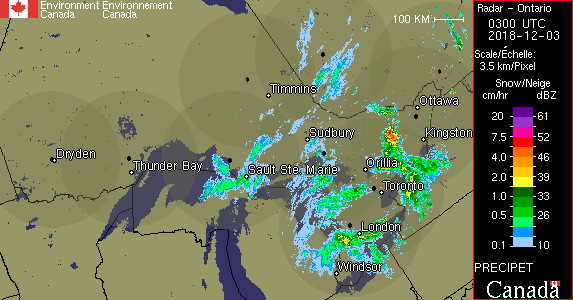 Environment Environnement
Canada Canada
100 KM
Timmins
Ottawa
Sudbury
Kingston
Dryden
Thunder Bay
Sault Ste. Marie
Orillia
Toronto
London
Windsor
Radar - Ontario
0300 UTC
2018-12-03
Scale/Échelle:
3.5 km/Pixel
Snow/Neige
cm/hr dBZ
20 61
7.5 52
4.0 46
2.0 39
1.0 33
0.5 26
0.1 10
PRECIPET
Canada